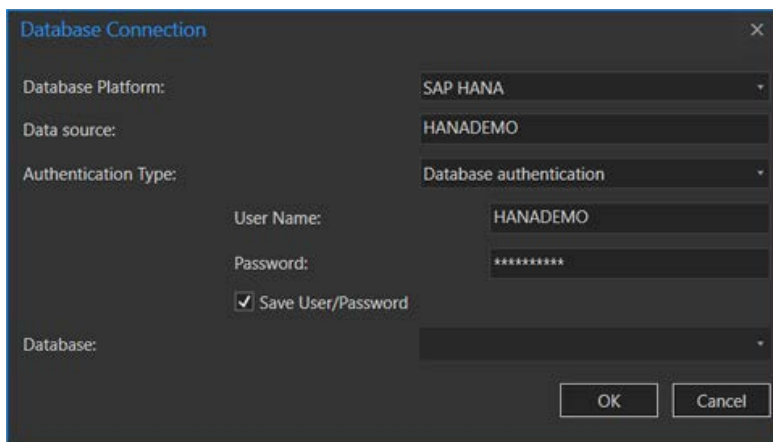 Database Connection
Database Platform: SAP HANA
Data source: HANADEMO
Authentication Type: Database authentication
User Name: HANADEMO
Password: **********
Save User/Password
Database:
OK Cancel